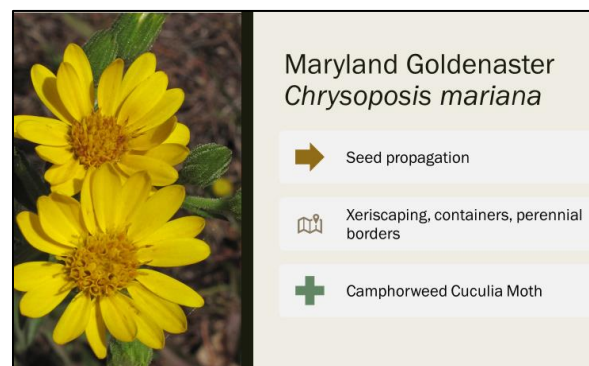 Maryland Goldenaster
Chrysoposis mariana
Seed propagation
Xeriscaping, containers, perennial
borders
Camphorweed Cuculia Moth